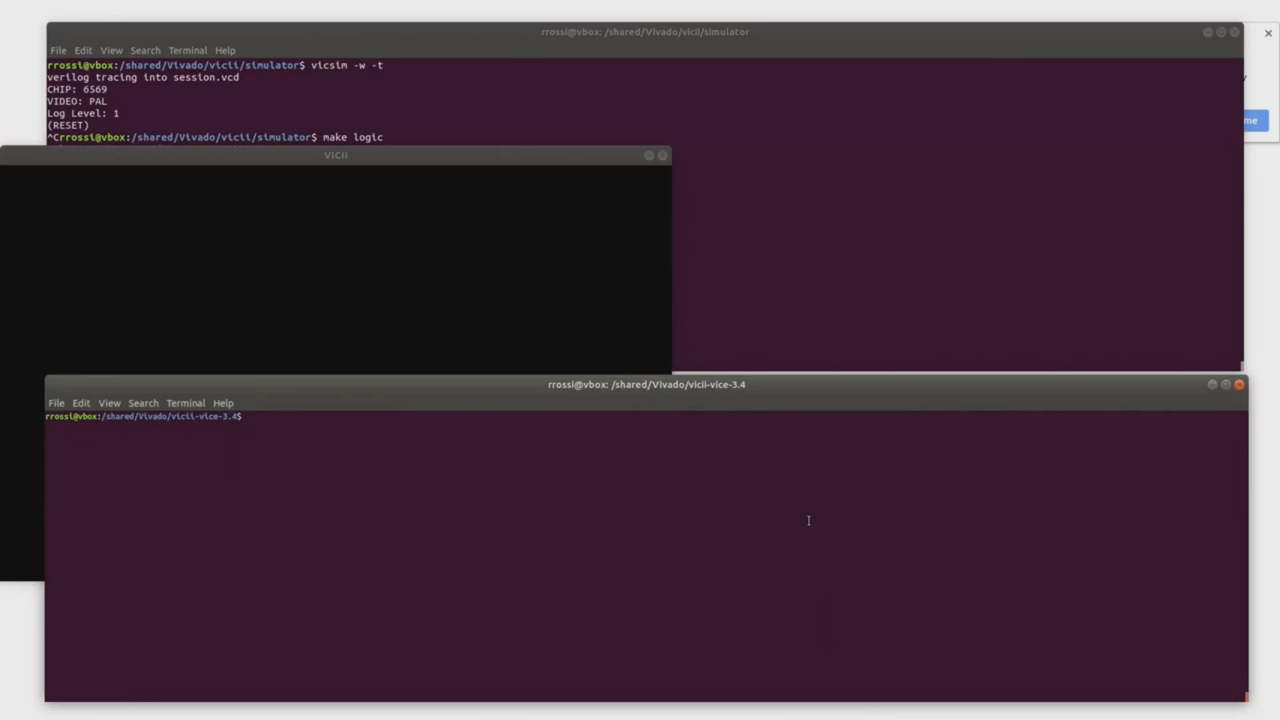 rrossi@vbox: /shared/Vivado/vicii/simulator
File Edit View Search Terminal Help
rrossi@vbox:/shared/Vivado/vicii/simulator$ vicsim -w -t
verilog tracing into session.vcd
CHIP: 6569
VIDEO: PAL
Log Level: 1
(RESET)
^Crrossi@vbox:/shared/Vivado/vicii/simulator$ make logic
me
VICII
rrossi@vbox: /shared/Vivado/vicii-vice-3.4
File Edit View Search Terminal Help
rrossi@vbox:/shared/Vivado/vicii-vice-3.4$